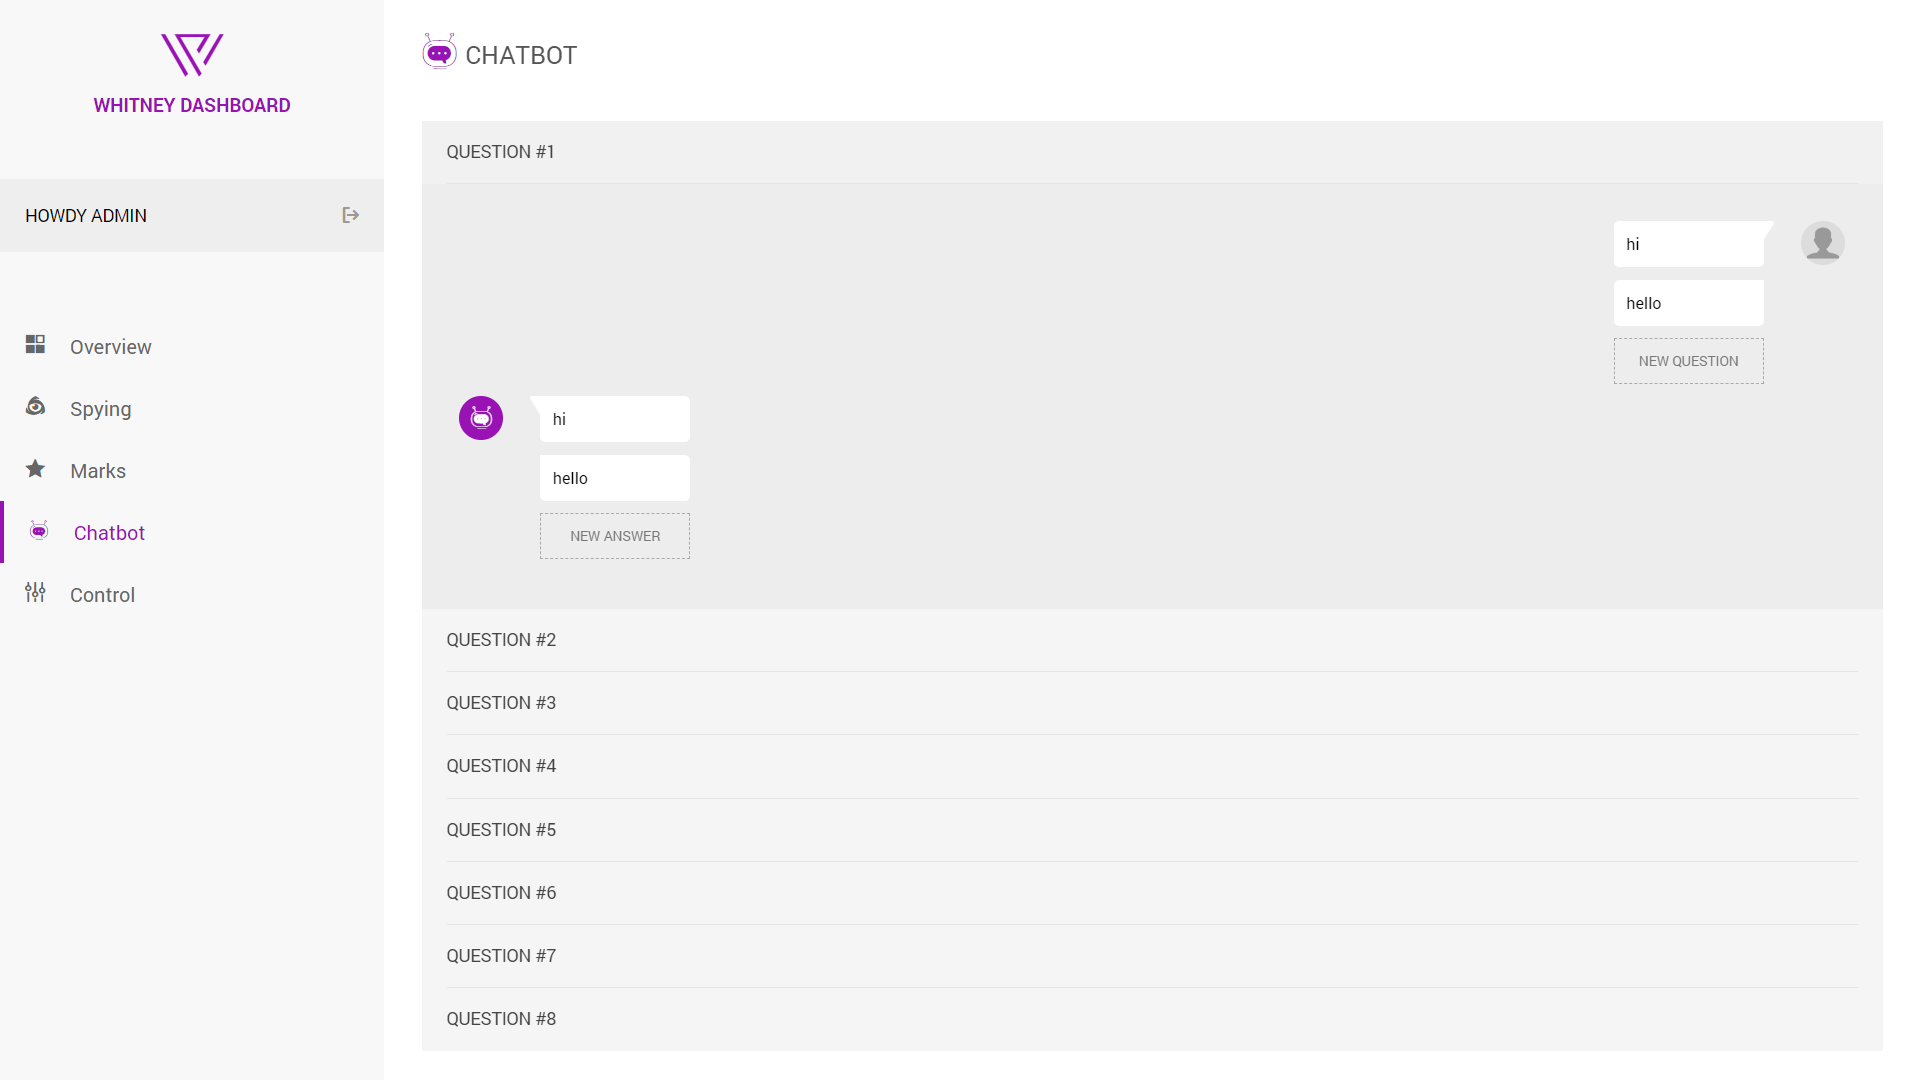 WHITNEY DASHBOARD
HOWDY ADMIN
Overview
Spying
Marks
Chatbot
Control
CHATBOT
QUESTION #1
hi
hello
NEW QUESTION
hi
hello
NEW ANSWER
QUESTION #2
QUESTION #3
QUESTION #4
QUESTION #5
QUESTION #6
QUESTION #7
QUESTION #8